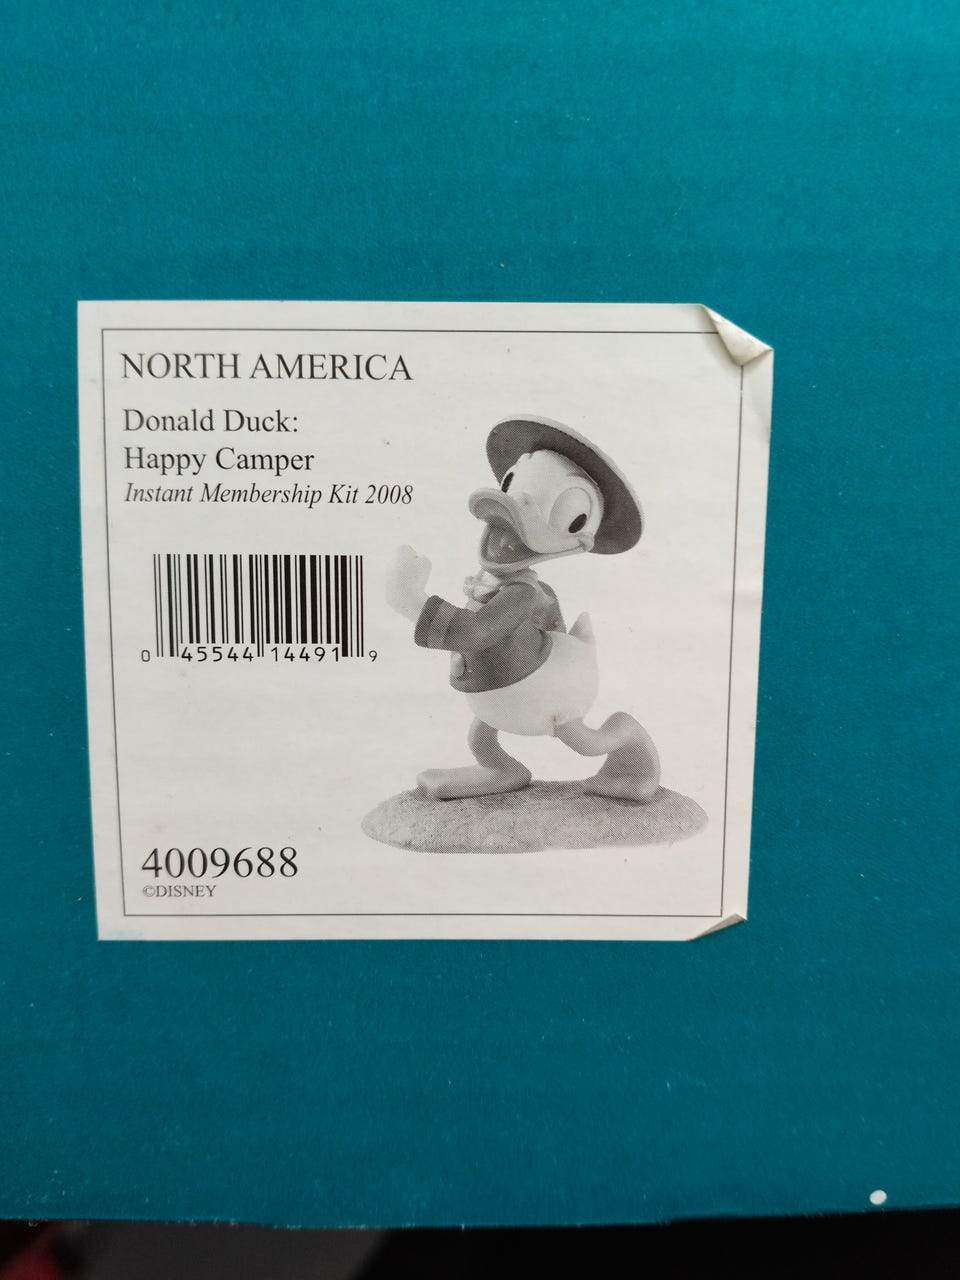 NORTH AMERICA
Donald Duck:
Happy Camper
Instant Membership Kit 2008
0 45544 14491 9
4009688
©DISNEY